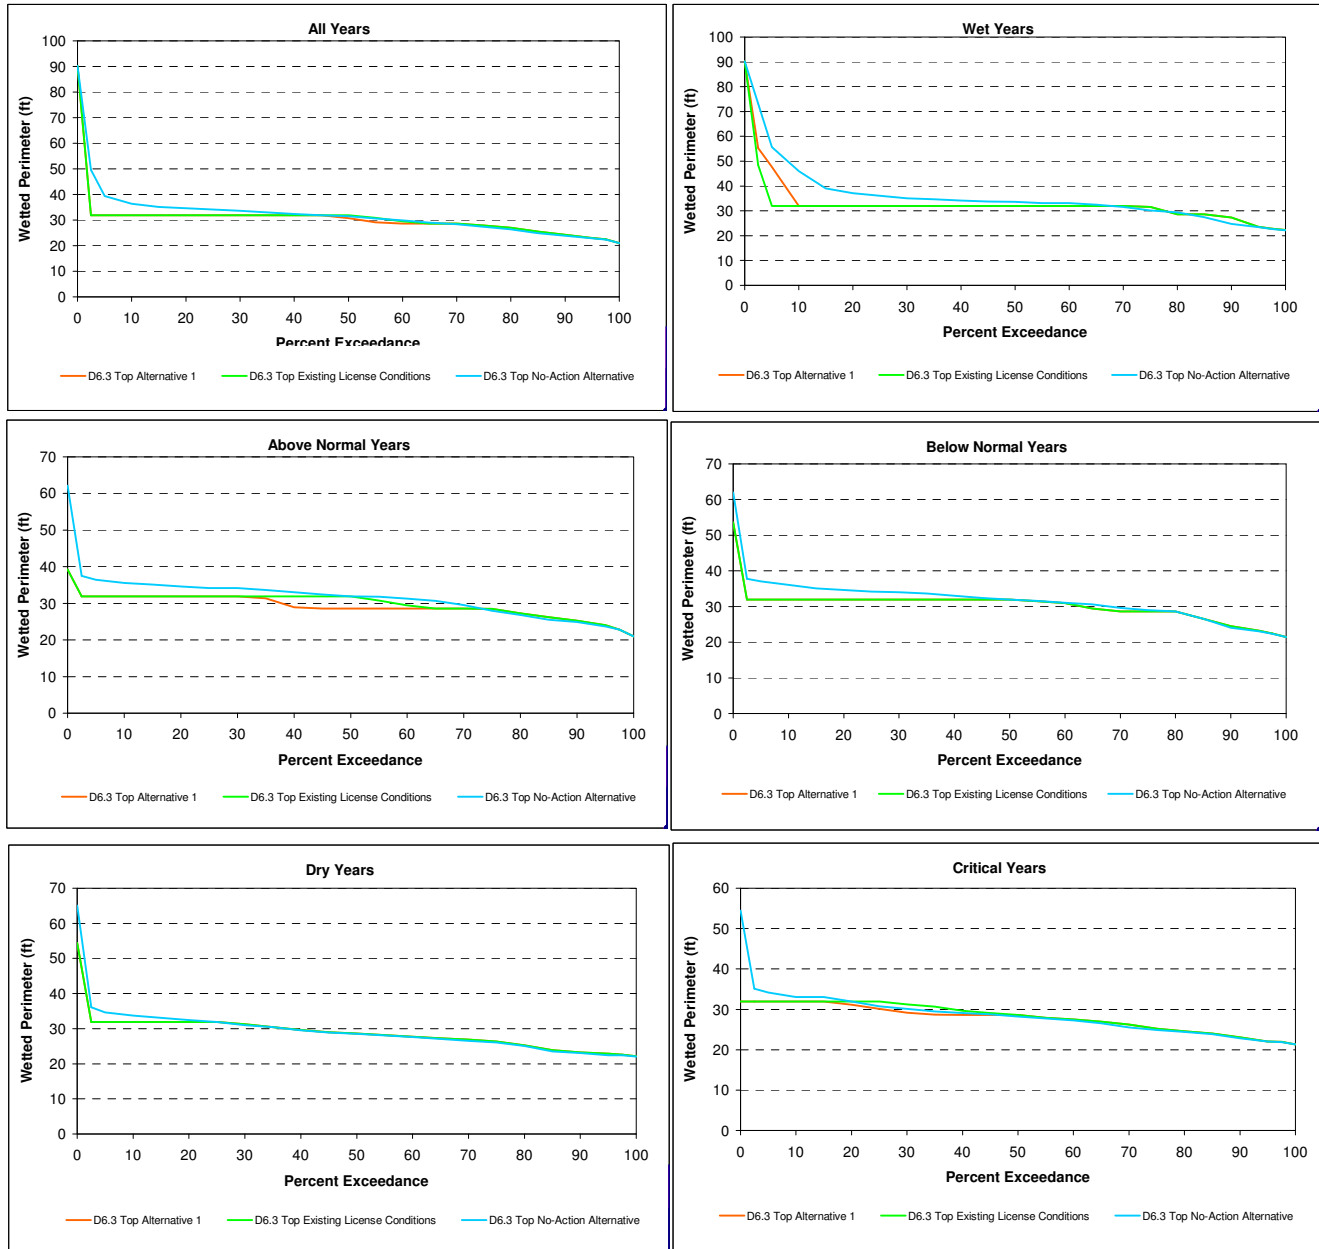 All Years
Wetted Perimeter (ft)
100
90
80
70
60
50
40
30
20
10
0
0 10 20 30 40 50 60 70 80 90 100
Percent Exceedance
D6.3 Top Alternative 1 D6.3 Top Existing License Conditions D6.3 Top No-Action Alternative
Wet Years
Wetted Perimeter (ft)
100
90
80
70
60
50
40
30
20
10
0
0 10 20 30 40 50 60 70 80 90 100
Percent Exceedance
D6.3 Top Alternative 1 D6.3 Top Existing License Conditions D6.3 Top No-Action Alternative
Above Normal Years
Wetted Perimeter (ft)
70
60
50
40
30
20
10
0
0 10 20 30 40 50 60 70 80 90 100
Percent Exceedance
D6.3 Top Alternative 1 D6.3 Top Existing License Conditions D6.3 Top No-Action Alternative
Below Normal Years
Wetted Perimeter (ft)
70
60
50
40
30
20
10
0
0 10 20 30 40 50 60 70 80 90 100
Percent Exceedance
D6.3 Top Alternative 1 D6.3 Top Existing License Conditions D6.3 Top No-Action Alternative
Dry Years
Wetted Perimeter (ft)
70
60
50
40
30
20
10
0
0 10 20 30 40 50 60 70 80 90 100
Percent Exceedance
D6.3 Top Alternative 1 D6.3 Top Existing License Conditions D6.3 Top No-Action Alternative
Critical Years
Wetted Perimeter (ft)
60
50
40
30
20
10
0
0 10 20 30 40 50 60 70 80 90 100
Percent Exceedance
D6.3 Top Alternative 1 D6.3 Top Existing License Conditions D6.3 Top No-Action Alternative